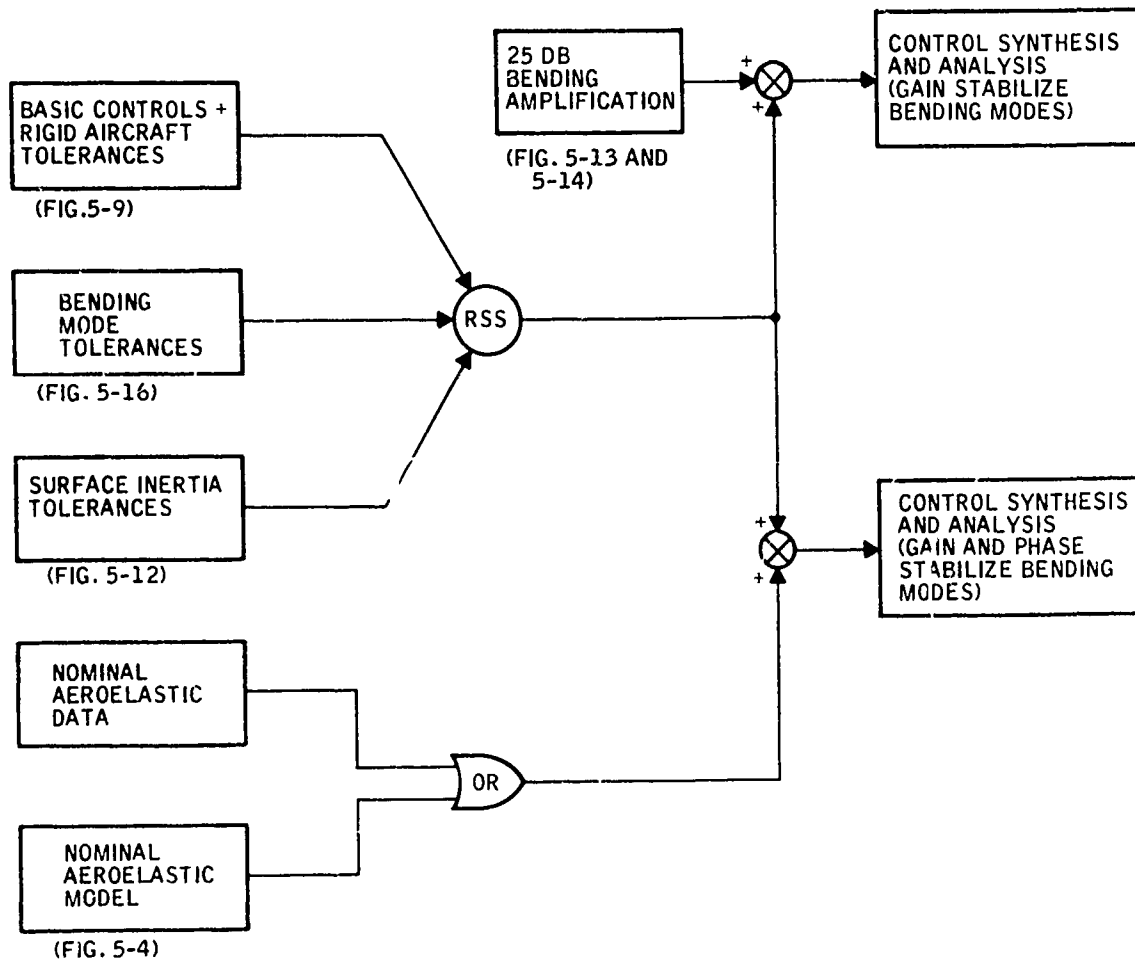 BASIC CONTROLS +
RIGID AIRCRAFT
TOLERANCES
(FIG.5-9)
BENDING
MODE
TOLERANCES
(FIG. 5-16)
SURFACE INERTIA
TOLERANCES
(FIG. 5-12)
NOMINAL
AEROELASTIC
DATA
NOMINAL
AEROELASTIC
MODEL
(FIG. 5-4)
RSS
OR
25 DB
BENDING
AMPLIFICATION
(FIG. 5-13 AND
5-14)
+
+
CONTROL SYNTHESIS
AND ANALYSIS
(GAIN STABILIZE
BENDING MODES)
+
+
CONTROL SYNTHESIS
AND ANALYSIS
(GAIN AND PHASE
STABILIZE BENDING
MODES)